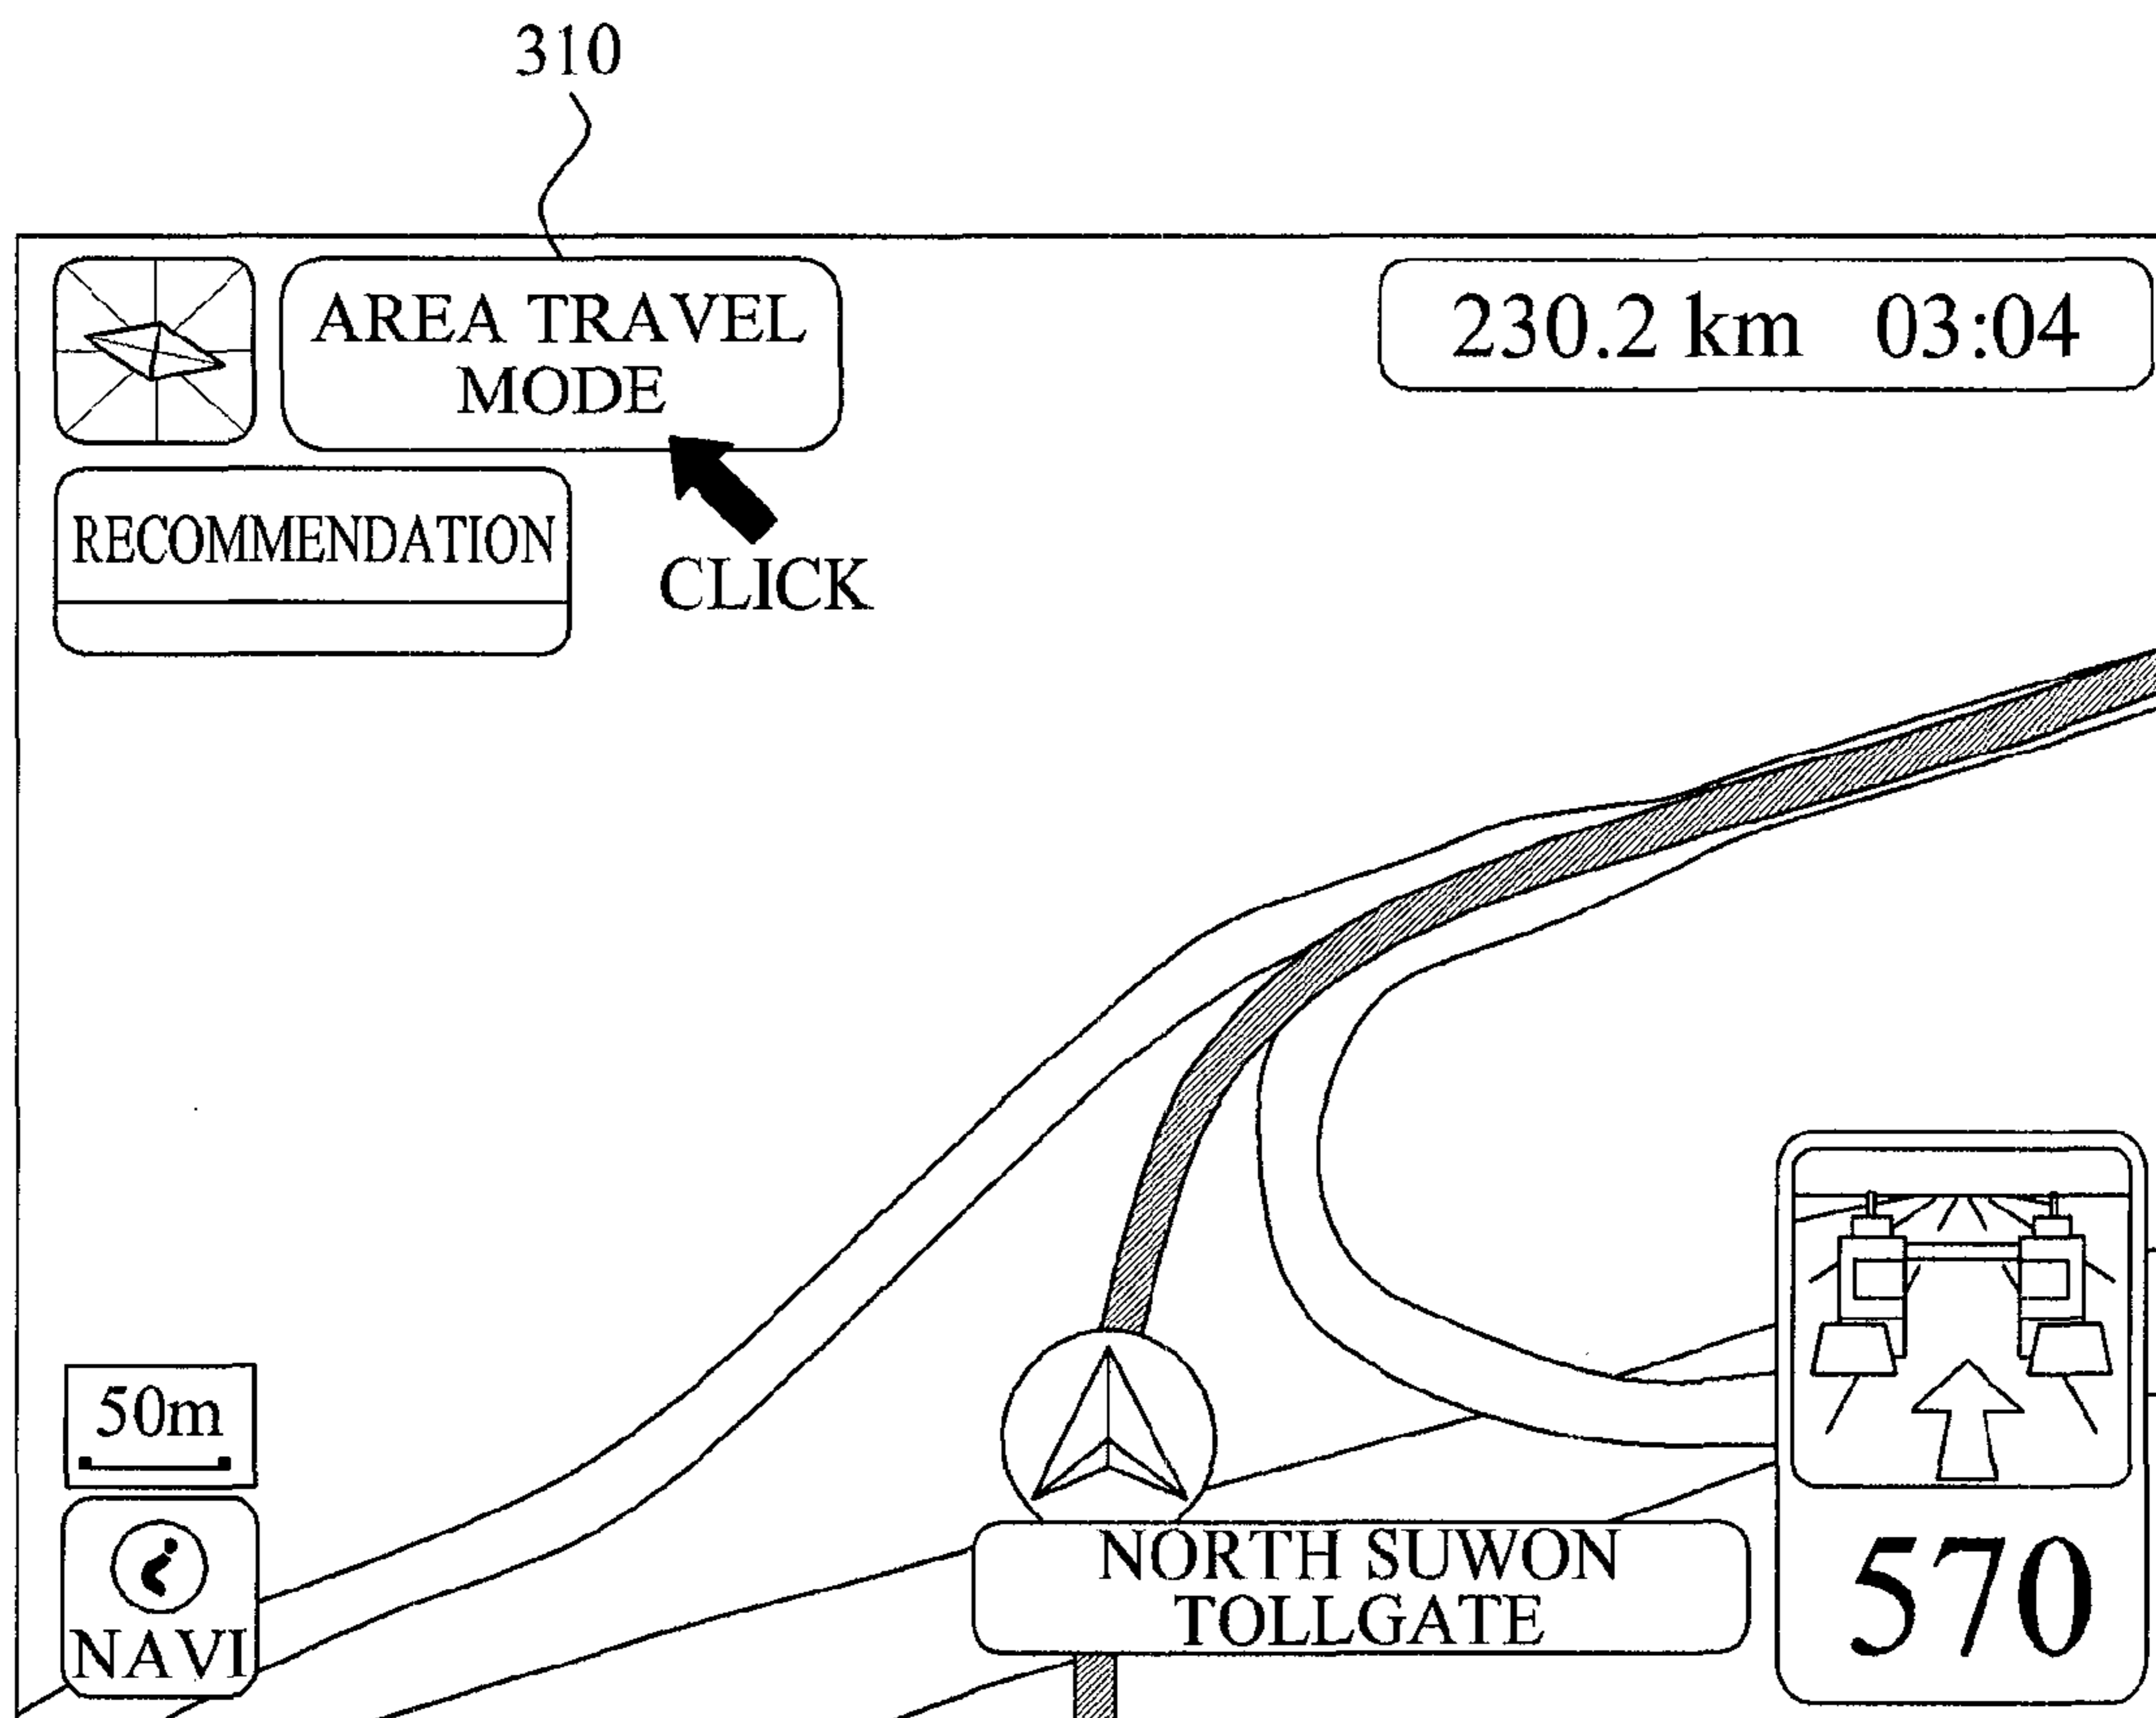 310
AREA TRAVEL
MODE
230.2 km 03:04
RECOMMENDATION
CLICK
50m
NAVI
NORTH SUWON
TOLLGATE
570